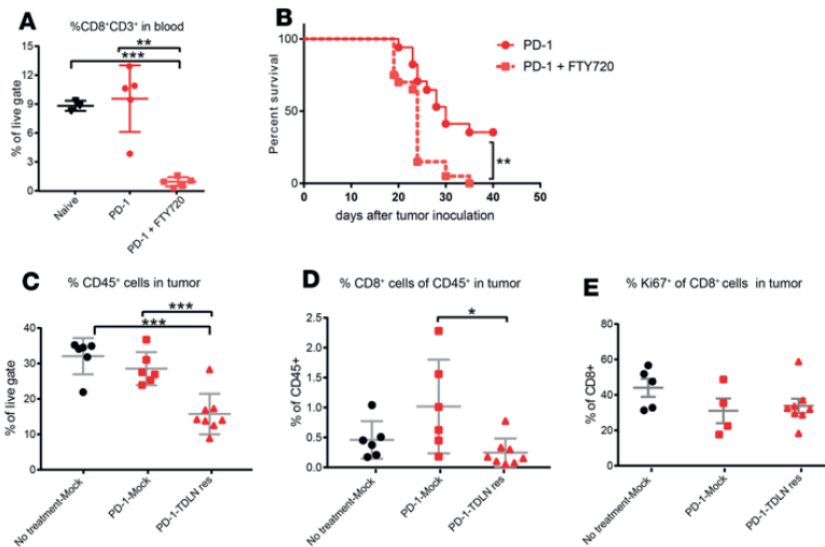 A
%CD8⁺CD3⁺ in blood
**
***
15
12
9
6
3
0
% of live gate
Naive
PD-1
PD-1 + FTY720
B
PD-1
PD-1 + FTY720
100
50
0
Percent survival
**
0 10 20 30 40 50
days after tumor inoculation
C
% CD45⁺ cells in tumor
***
***
40
30
20
10
0
% of live gate
No treatment-Mock
PD-1-Mock
PD-1-TDLN res
D
% CD8⁺ cells of CD45⁺ in tumor
*
2.5
2.0
1.5
1.0
0.5
0.0
% of CD45+
No treatment-Mock
PD-1-Mock
PD-1-TDLN res
E
% Ki67⁺ of CD8⁺ cells in tumor
80
60
40
20
0
% of CD8+
No treatment-Mock
PD-1-Mock
PD-1-TDLN res